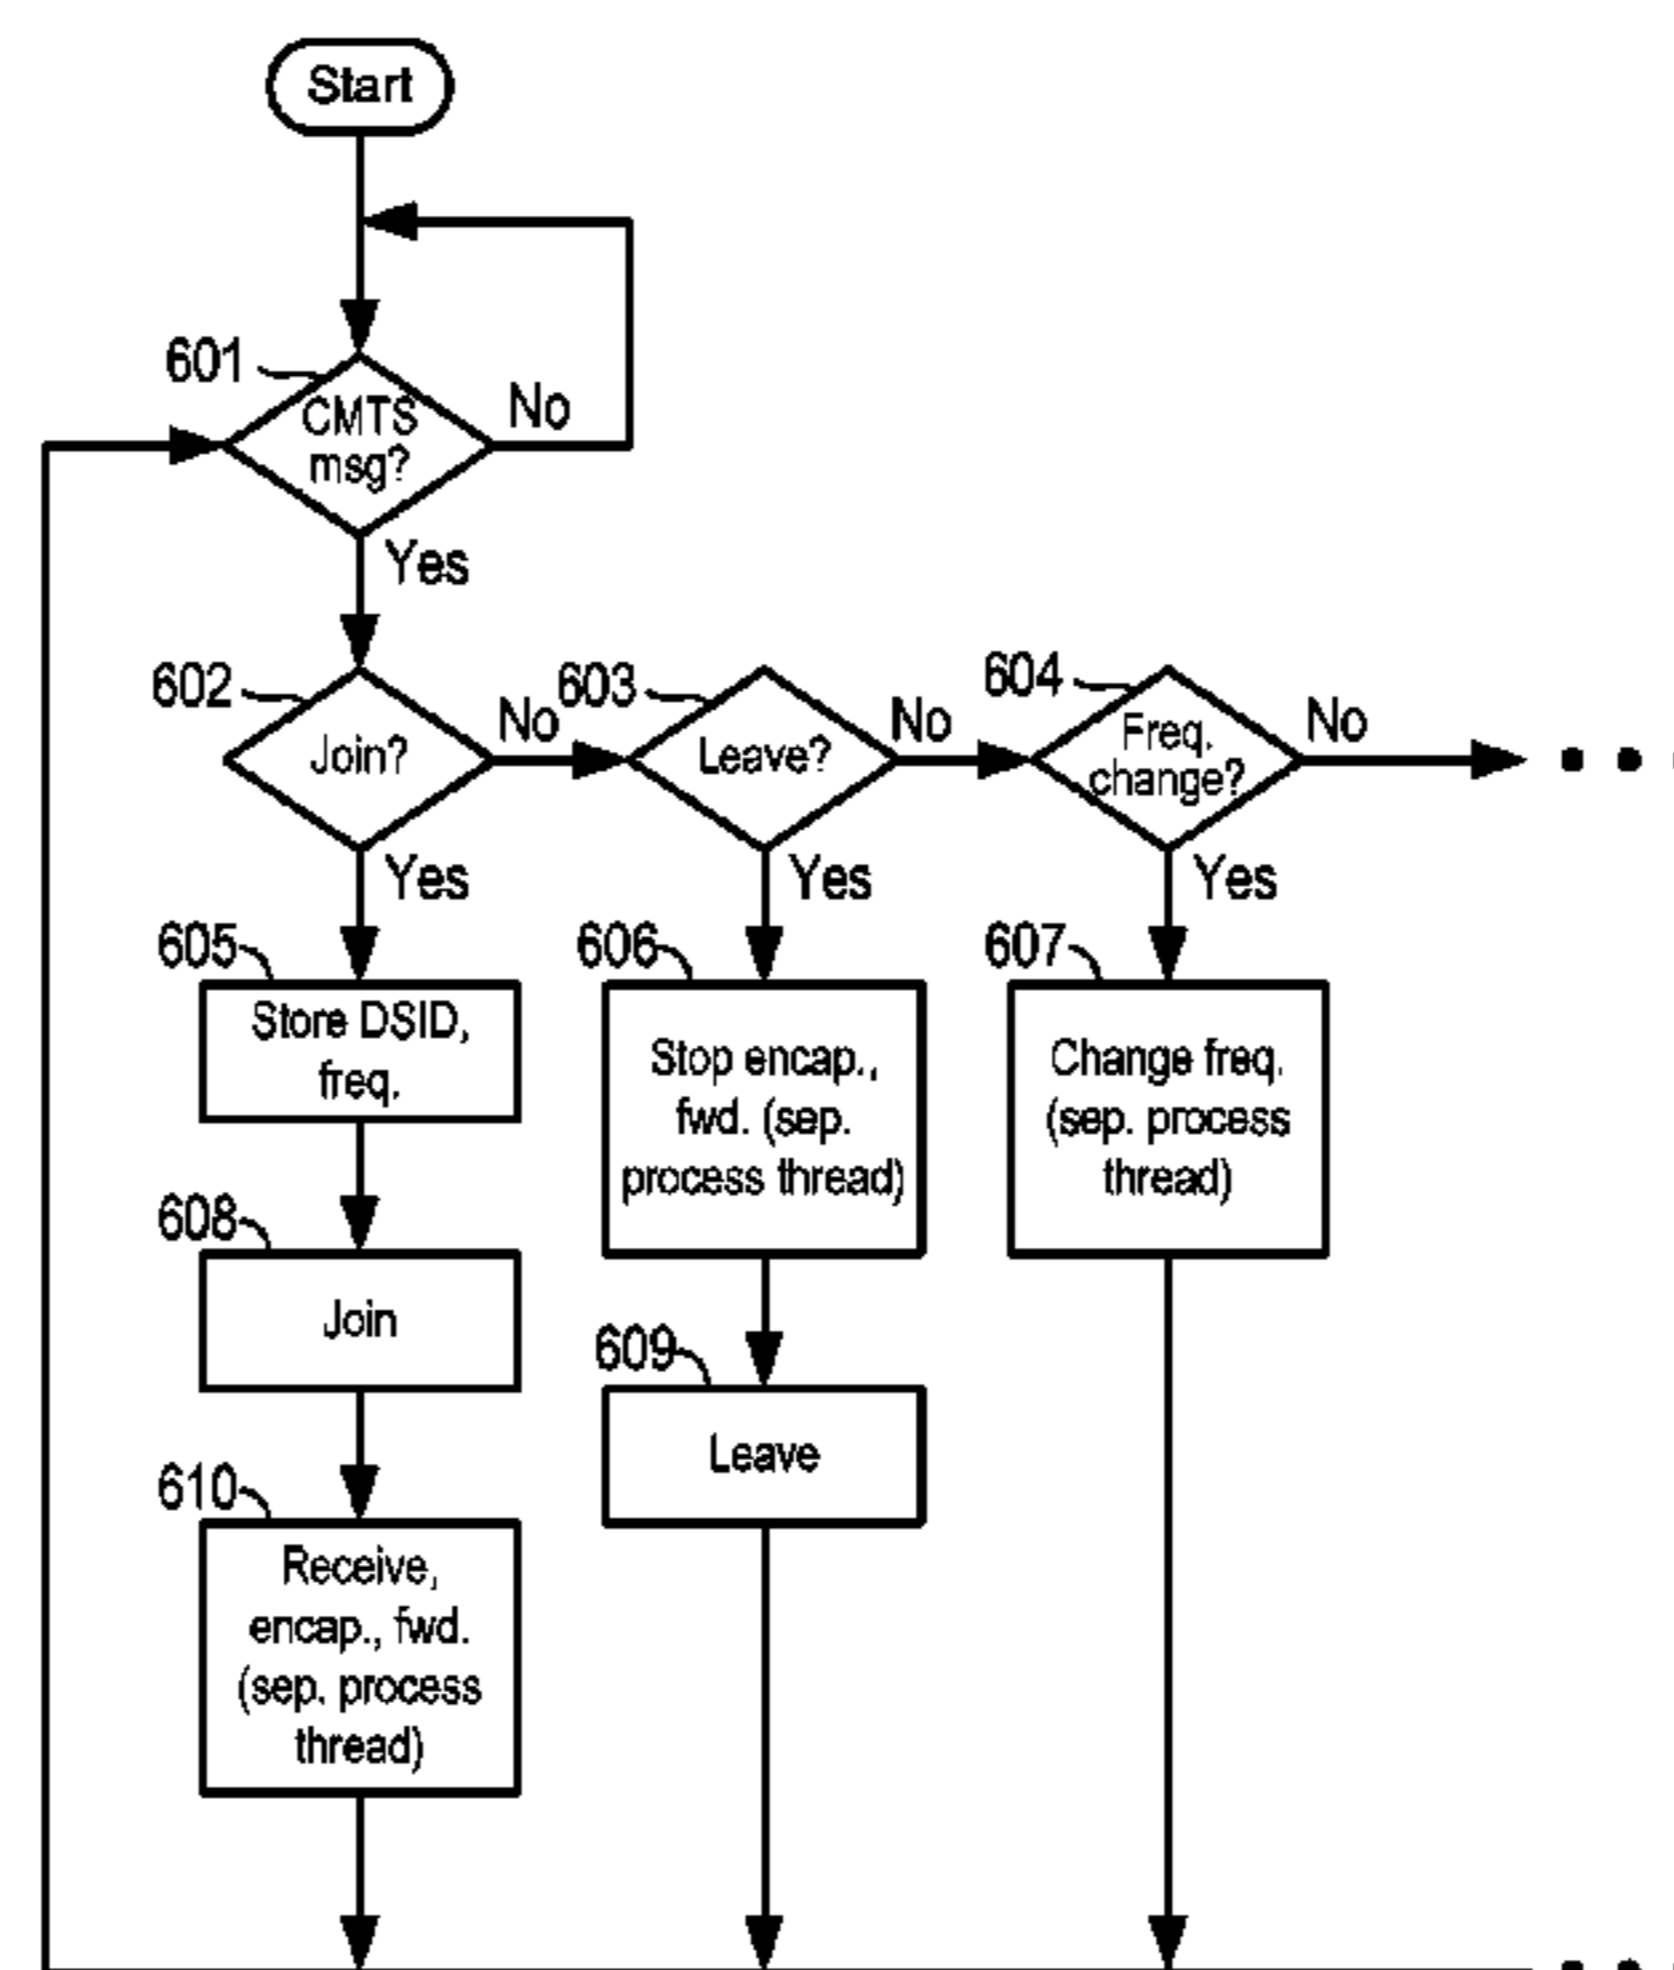 Start
601
CMTS
msg?
No
Yes
602
Join?
No
603
Leave?
No
604
Freq.
change?
No
Yes
Yes
Yes
605
Store DSID,
freq.
606
Stop encap.,
fwd. (sep.
process thread)
607
Change freq.
(sep. process
thread)
608
Join
609
Leave
610
Receive,
encap., fwd.
(sep. process
thread)